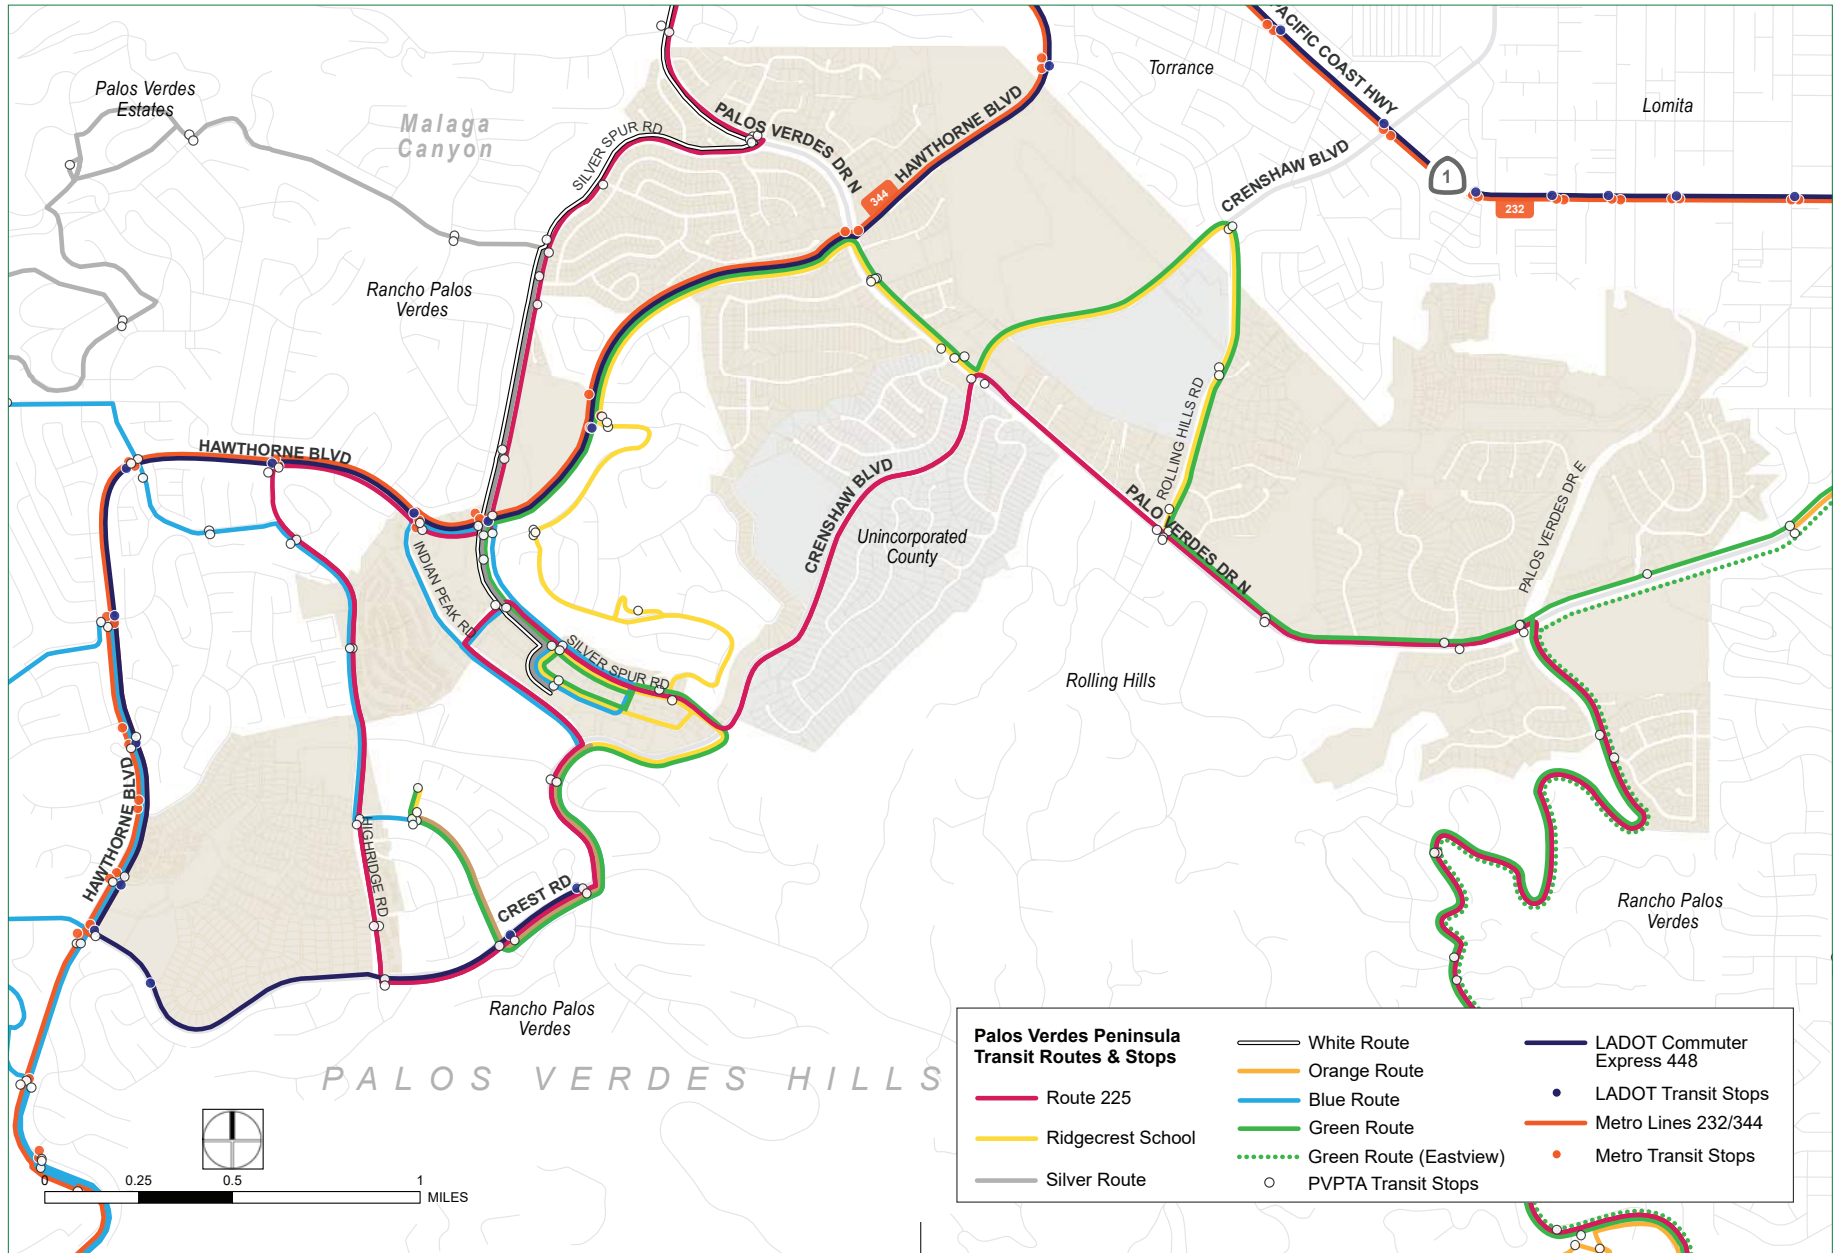 Palos Verdes
Estates
Malaga
Canyon
SILVER SPUR RD
PALOS VERDES DR N
HAWTHORNE BLVD
344
Torrance
PACIFIC COAST HWY
Lomita
1
232
CRENSHAW BLVD
Rancho Palos
Verdes
HAWTHORNE BLVD
INDIAN PEAK RD
SILVER SPUR RD
CRENSHAW BLVD
Unincorporated
County
ROLLING HILLS RD
PALO VERDES DR N
PALOS VERDES DR E
Rolling Hills
HAWTHORNE BLVD
HIGHRIDGE RD
CREST RD
Rancho Palos
Verdes
Rancho Palos
Verdes
PALOS VERDES HILLS
0 0.25 0.5 1
MILES
Palos Verdes Peninsula
Transit Routes & Stops
Route 225
Ridgecrest School
Silver Route
White Route
Orange Route
Blue Route
Green Route
Green Route (Eastview)
PVPTA Transit Stops
LADOT Commuter
Express 448
LADOT Transit Stops
Metro Lines 232/344
Metro Transit Stops